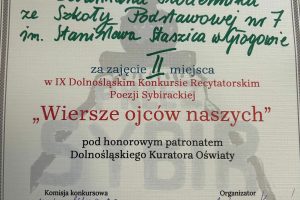 ze Szkoły Podstawowej nr 7
im. Stanisława Staszica w Głogowie
za zajęcie II miejsca
w IX Dolnośląskim Konkursie Recytatorskim
Poezji Sybirackiej
„Wiersze ojców naszych”
pod honorowym patronatem
Dolnośląskiego Kuratora Oświaty
Komisja konkursowa
Organizator
SYBIR